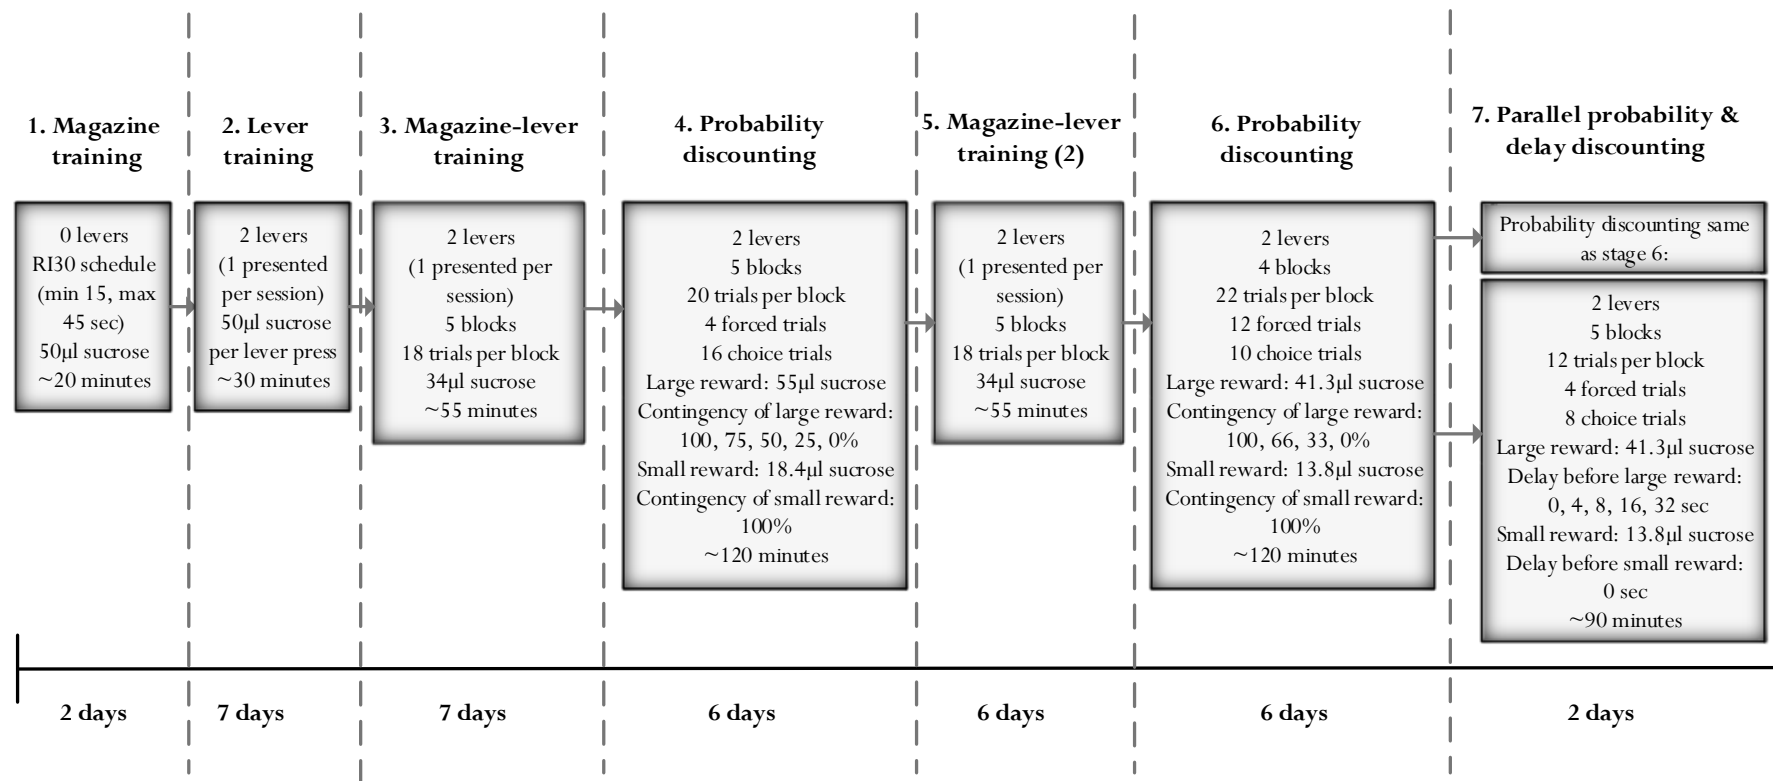 1. Magazine
training
0 levers
RI30 schedule
(min 15, max
45 sec)
50µl sucrose
~20 minutes
2. Lever
training
2 levers
(1 presented
per session)
50µl sucrose
per lever press
~30 minutes
3. Magazine-lever
training
2 levers
(1 presented per
session)
5 blocks
18 trials per block
34µl sucrose
~55 minutes
4. Probability
discounting
2 levers
5 blocks
20 trials per block
4 forced trials
16 choice trials
Large reward: 55µl sucrose
Contingency of large reward:
100, 75, 50, 25, 0%
Small reward: 18.4µl sucrose
Contingency of small reward:
100%
~120 minutes
5. Magazine-lever
training (2)
2 levers
(1 presented per
session)
5 blocks
18 trials per block
34µl sucrose
~55 minutes
6. Probability
discounting
2 levers
4 blocks
22 trials per block
12 forced trials
10 choice trials
Large reward: 41.3µl sucrose
Contingency of large reward:
100, 66, 33, 0%
Small reward: 13.8µl sucrose
Contingency of small reward:
100%
~120 minutes
7. Parallel probability &
delay discounting
Probability discounting same
as stage 6:
2 levers
5 blocks
12 trials per block
4 forced trials
8 choice trials
Large reward: 41.3µl sucrose
Delay before large reward:
0, 4, 8, 16, 32 sec
Small reward: 13.8µl sucrose
Delay before small reward:
0 sec
~90 minutes
2 days
7 days
7 days
6 days
6 days
6 days
2 days